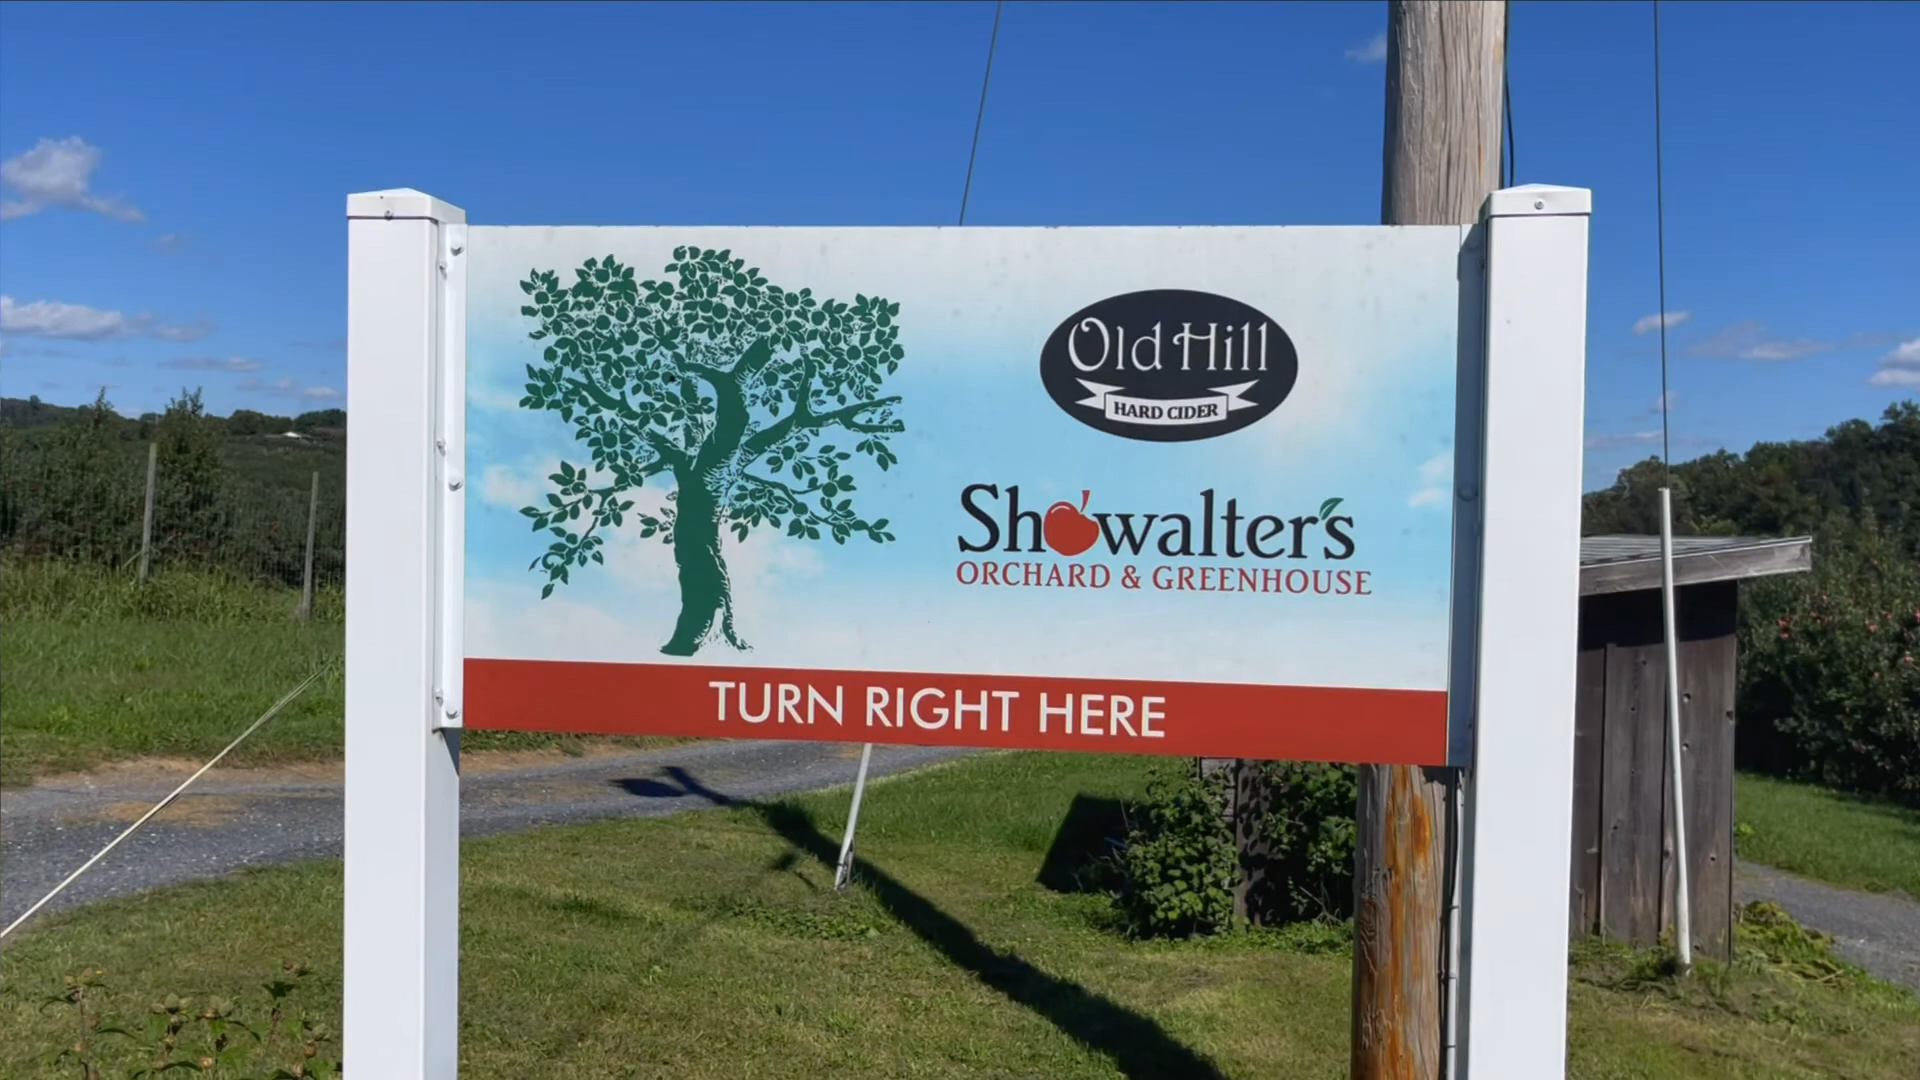 Old Hill
HARD CIDER
Showalter's
ORCHARD & GREENHOUSE
TURN RIGHT HERE